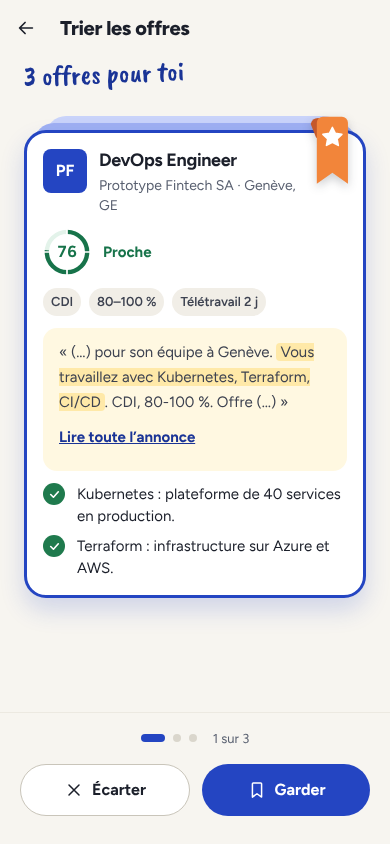 Trier les offres
3 offres pour toi
PF
DevOps Engineer
Prototype Fintech SA · Genève,
GE
76
Proche
CDI
80–100 %
Télétravail 2 j
« (…) pour son équipe à Genève. Vous
travaillez avec Kubernetes, Terraform,
CI/CD . CDI, 80-100 %. Offre (…) »
Lire toute l’annonce
Kubernetes : plateforme de 40 services
en production.
Terraform : infrastructure sur Azure et
AWS.
1 sur 3
Écarter
Garder